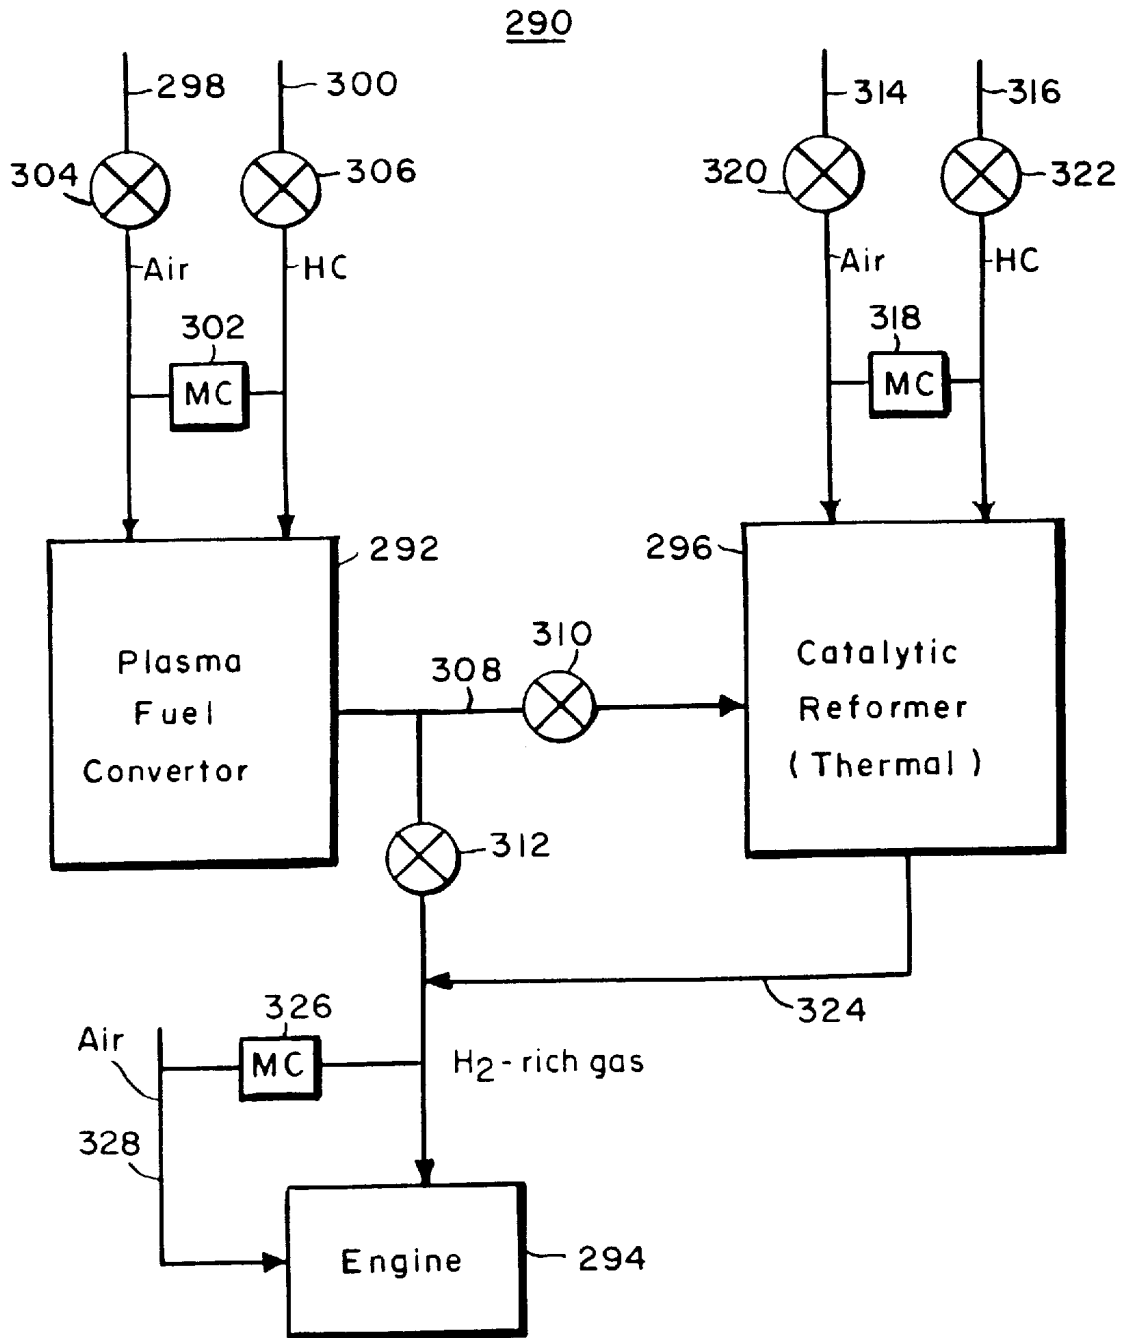 290
298
300
314
316
304
306
320
322
Air
HC
Air
HC
302
MC
318
MC
292
296
Plasma
Fuel
Convertor
308
310
Catalytic
Reformer
(Thermal)
312
324
326
MC
Air
H2-rich gas
328
Engine
294